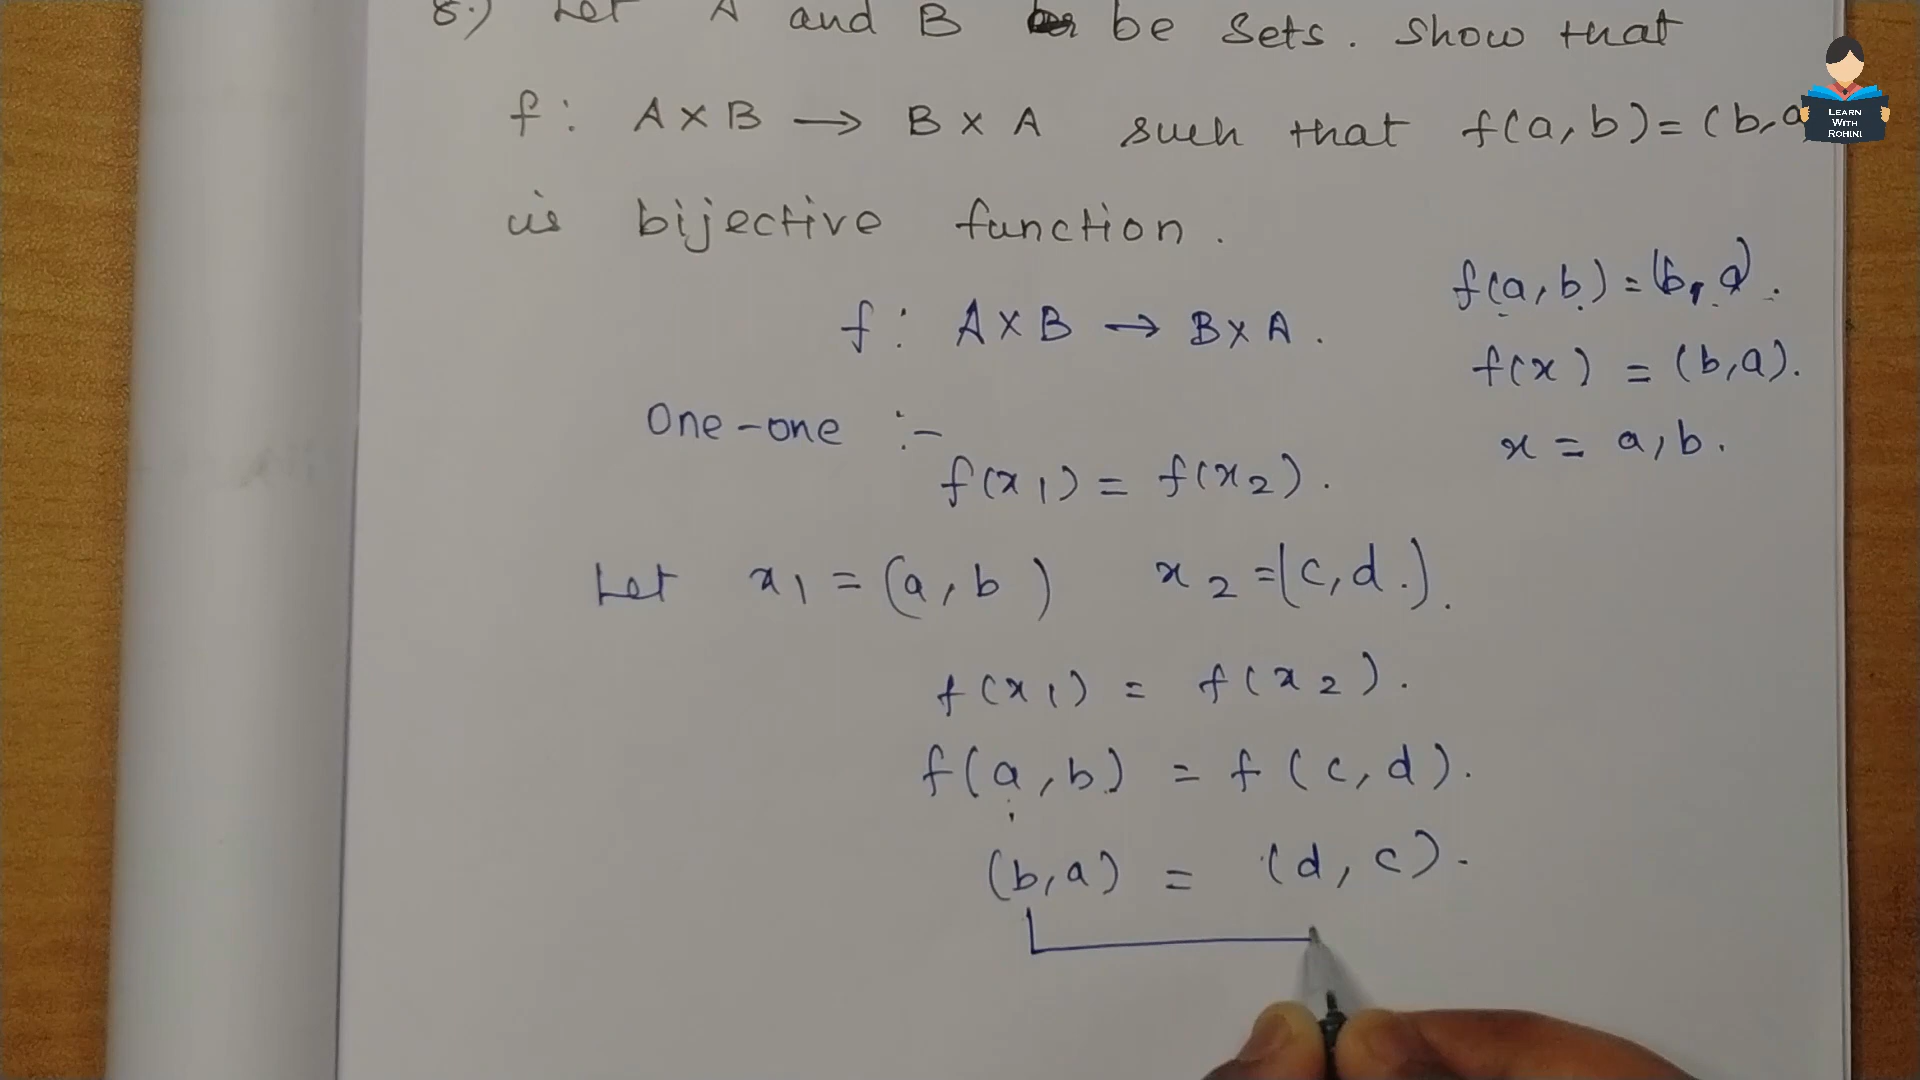 8.) Let A and B be Sets. Show that
f : A × B → B × A such that f(a, b) = (b, a
is bijective function.
f : A × B → B × A .
f(a, b) = (b, a) .
f(x) = (b, a).
x = a, b.
One-one :-
f(x1) = f(x2) .
Let x1 = (a, b) x2 = (c, d.).
f(x1) = f(x2).
f(a, b) = f(c, d).
(b, a) = (d, c).
LEARN
WITH
ROHINI